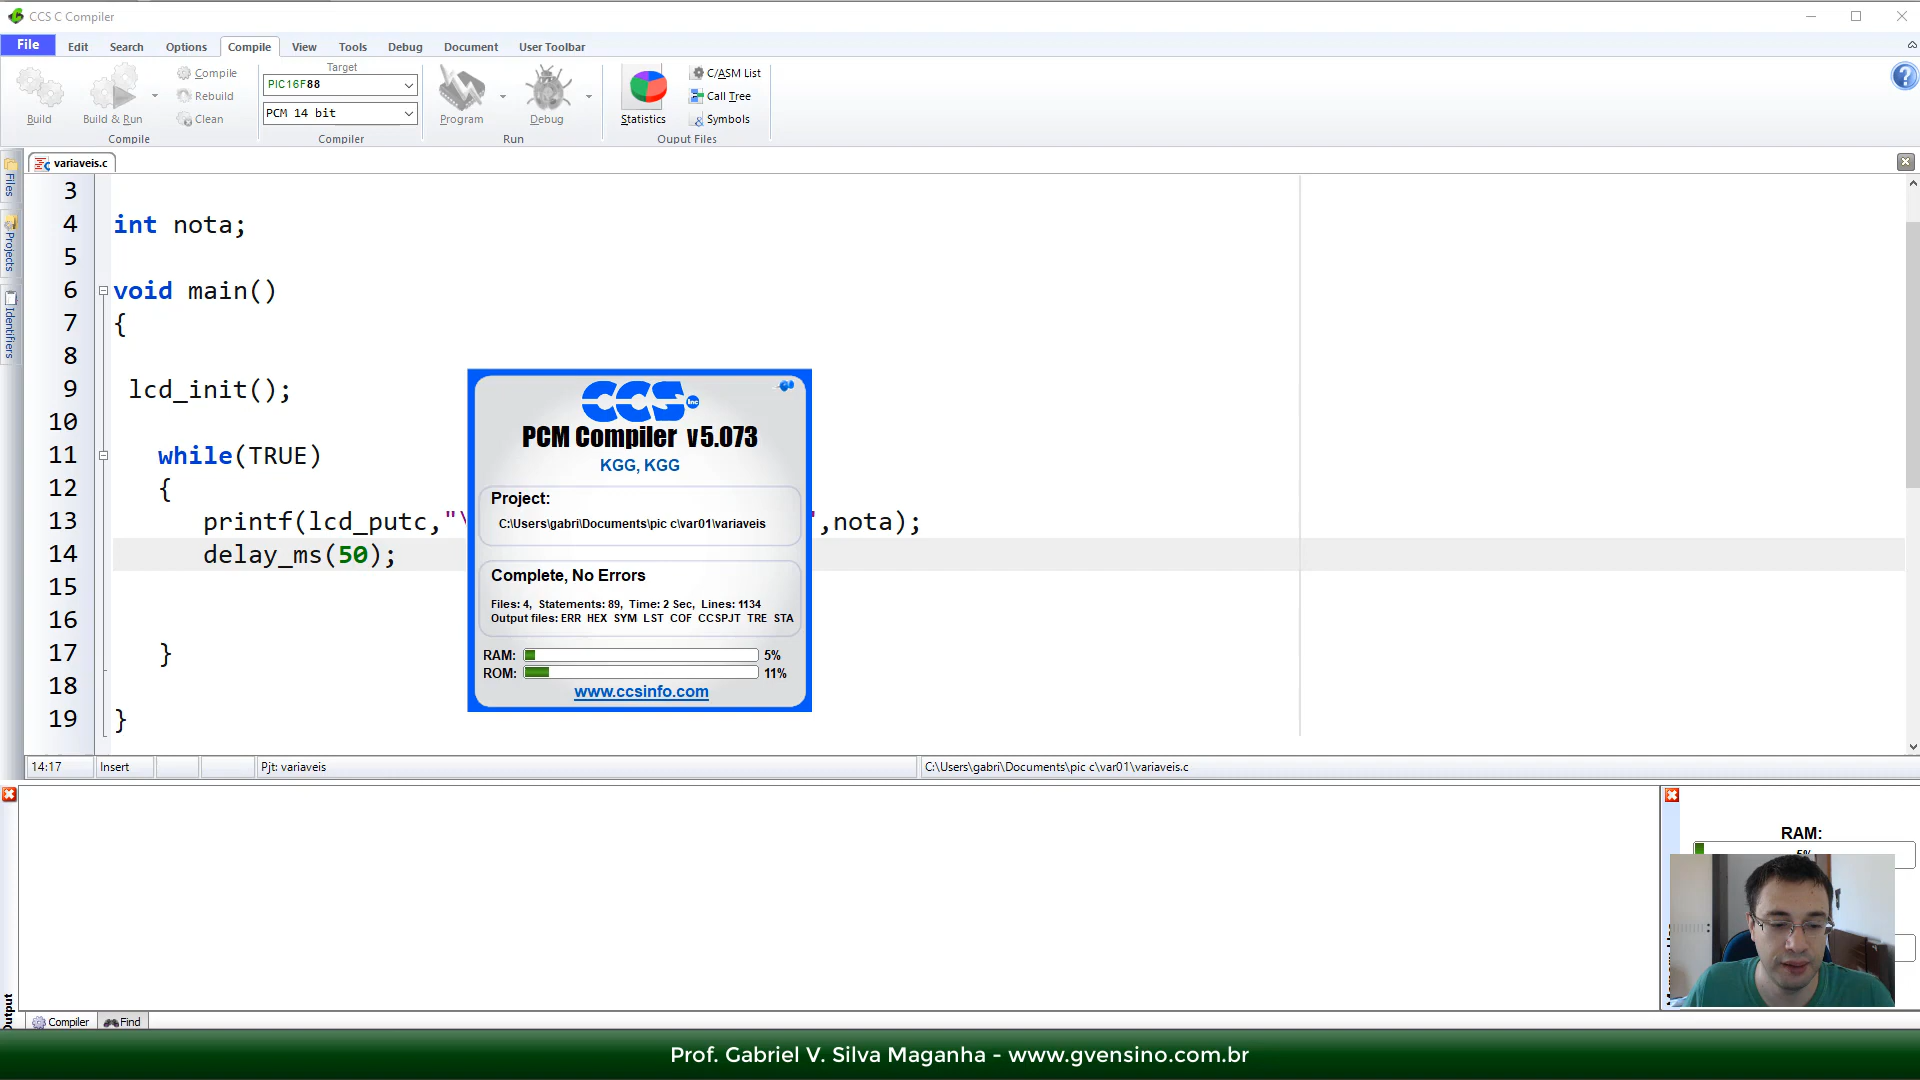 CCS C Compiler
File Edit Search Options Compile View Tools Debug Document User Toolbar
Build
Build & Run
Compile
Rebuild
Clean
Compile
Target
PIC16F88
PCM 14 bit
Compiler
Program
Debug
Run
Statistics
C/ASM List
Call Tree
Symbols
Ouput Files
Files
Projects
Identifiers
variaveis.c
3
4 int nota;
5
6 void main()
7 {
8
9 lcd_init();
10
11 while(TRUE)
12 {
13 printf(lcd_putc,"\ ",nota);
14 delay_ms(50);
15
16
17 }
18
19 }
CCS Inc
PCM Compiler v5.073
KGG, KGG
Project:
C:\Users\gabri\Documents\pic c\var01\variaveis
Complete, No Errors
Files: 4, Statements: 89, Time: 2 Sec, Lines: 1134
Output files: ERR HEX SYM LST COF CCSPJT TRE STA
RAM: 5%
ROM: 11%
www.ccsinfo.com
14:17 Insert Pjt: variaveis C:\Users\gabri\Documents\pic c\var01\variaveis.c
RAM:
5%
Output
Compiler Find
Prof. Gabriel V. Silva Maganha - www.gvensino.com.br